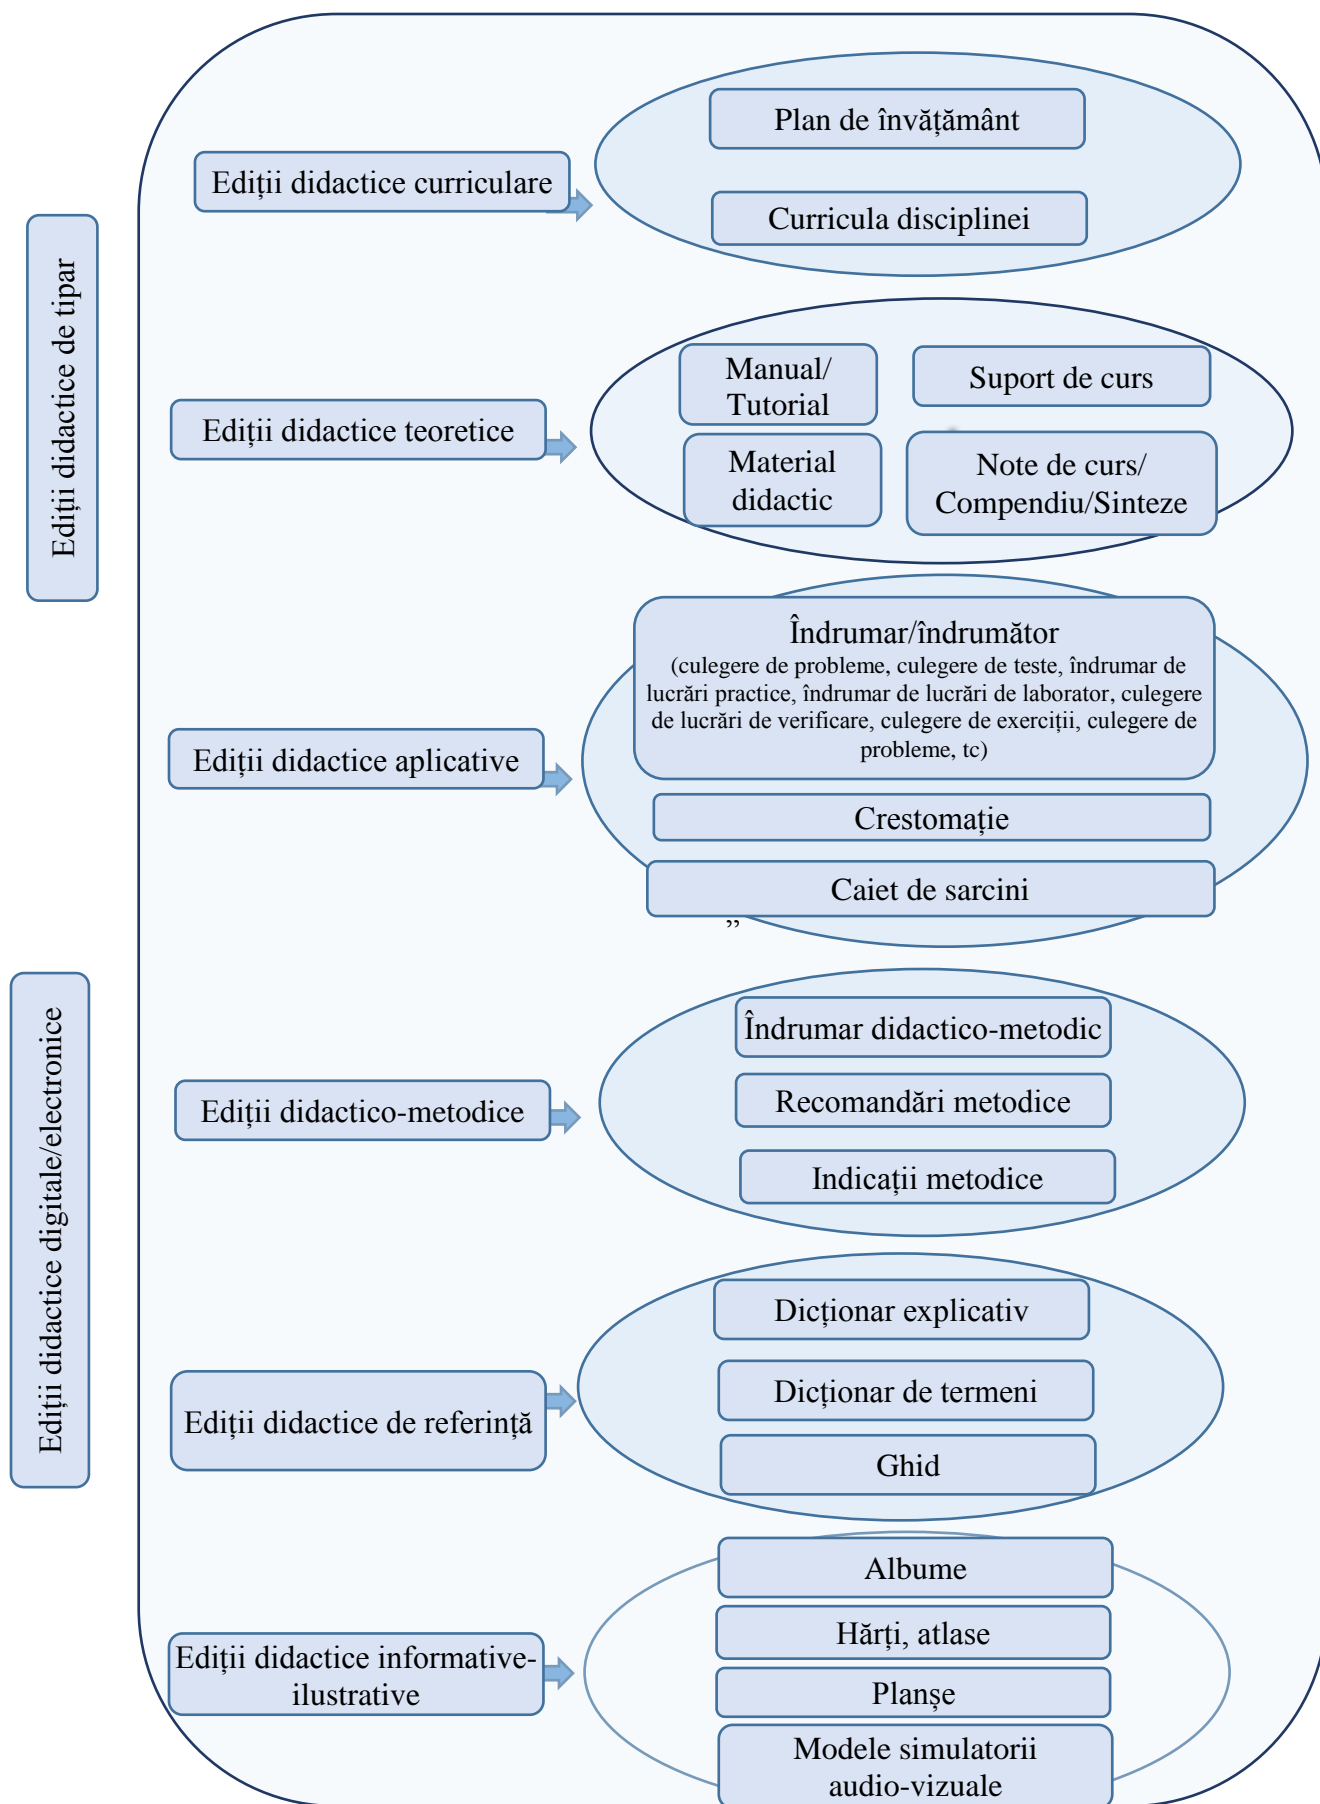 Ediții didactice de tipar
Ediții didactice digitale/electronice
Ediții didactice curriculare
Plan de învățământ
Curricula disciplinei
Ediții didactice teoretice
Manual/
Tutorial
Suport de curs
Material
didactic
Note de curs/
Compendiu/Sinteze
Ediții didactice aplicative
Îndrumar/îndrumător
(culegere de probleme, culegere de teste, îndrumar de
lucrări practice, îndrumar de lucrări de laborator, culegere
de lucrări de verificare, culegere de exerciții, culegere de
probleme, tc)
Crestomație
Caiet de sarcini
”
Ediții didactico-metodice
Îndrumar didactico-metodic
Recomandări metodice
Indicații metodice
Ediții didactice de referință
Dicționar explicativ
Dicționar de termeni
Ghid
Ediții didactice informative-
ilustrative
Albume
Hărți, atlase
Planșe
Modele simulatorii
audio-vizuale